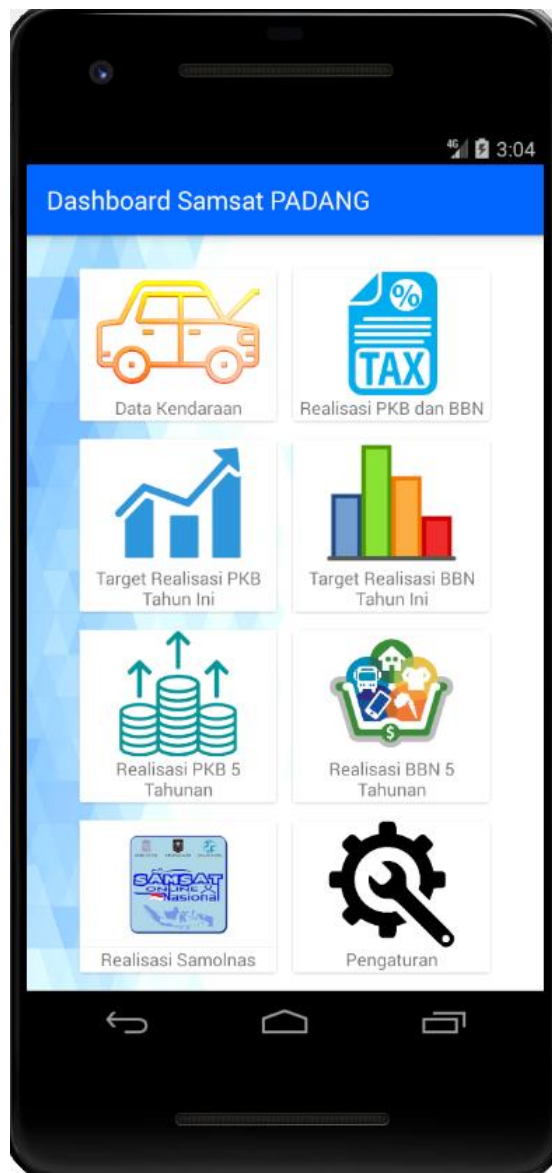 4G 3:04
Dashboard Samsat PADANG
%
TAX
Data Kendaraan
Realisasi PKB dan BBN
Target Realisasi PKB
Tahun Ini
Target Realisasi BBN
Tahun Ini
Realisasi PKB 5
Tahunan
$
Realisasi BBN 5
Tahunan
SAMSAT
ONLINE
Nasional
Realisasi Samolnas
Pengaturan